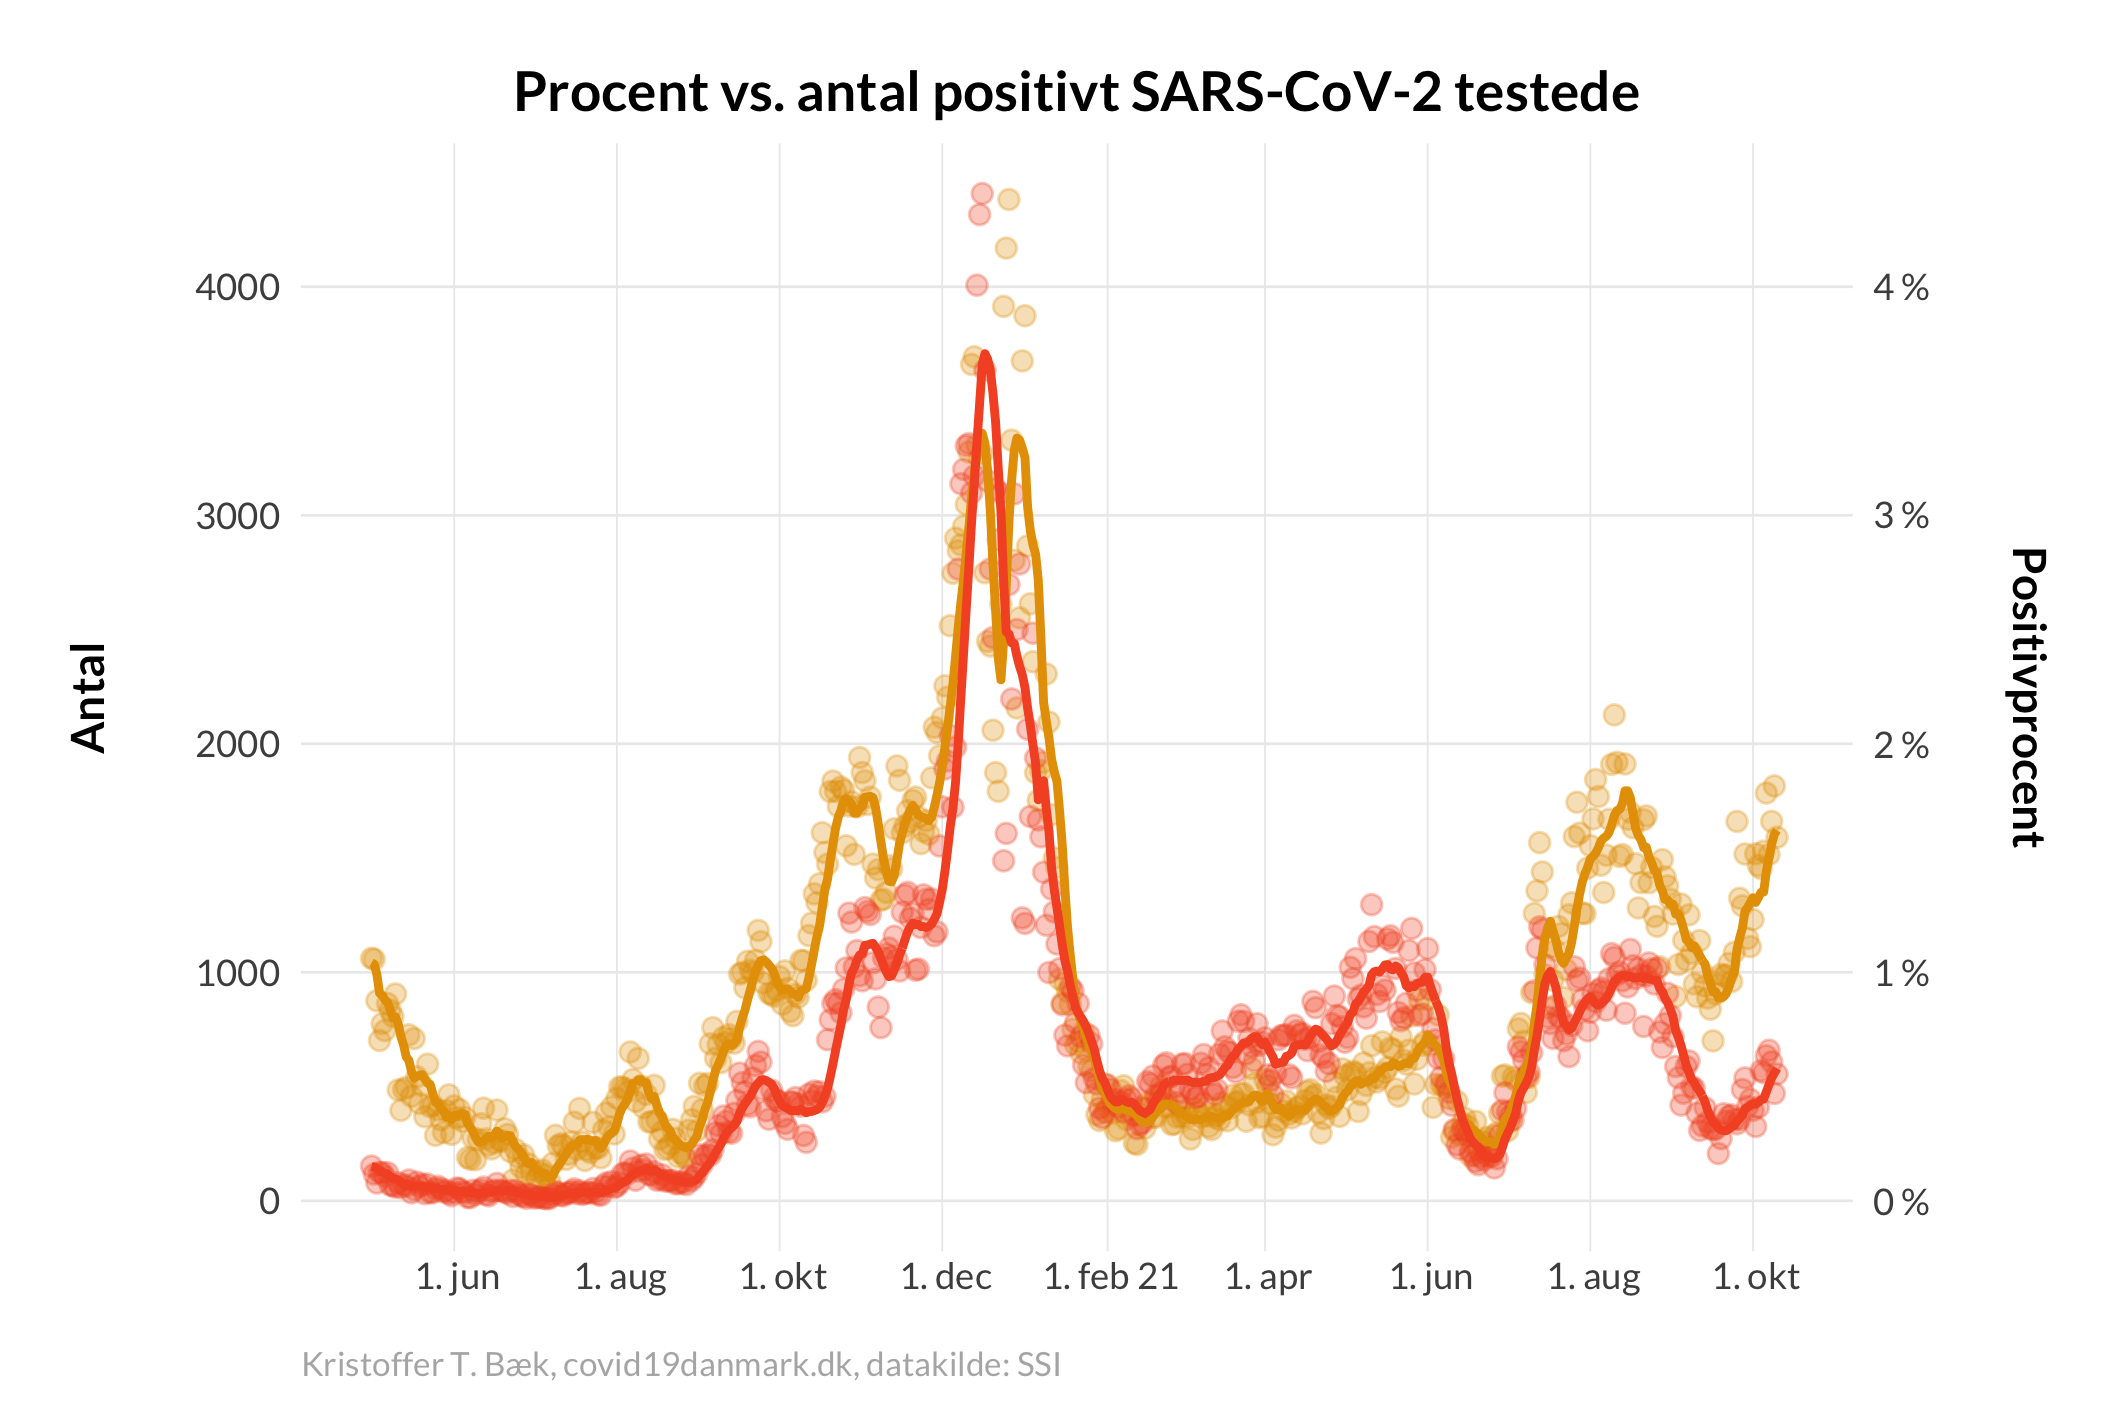 Procent vs. antal positivt SARS-CoV-2 testede
Antal
4000
3000
2000
1000
0
4 %
3 %
2 %
1 %
0 %
Positivprocent
1. jun 1. aug 1. okt 1. dec 1. feb 21 1. apr 1. jun 1. aug 1. okt
Kristoffer T. Bæk, covid19danmark.dk, datakilde: SSI